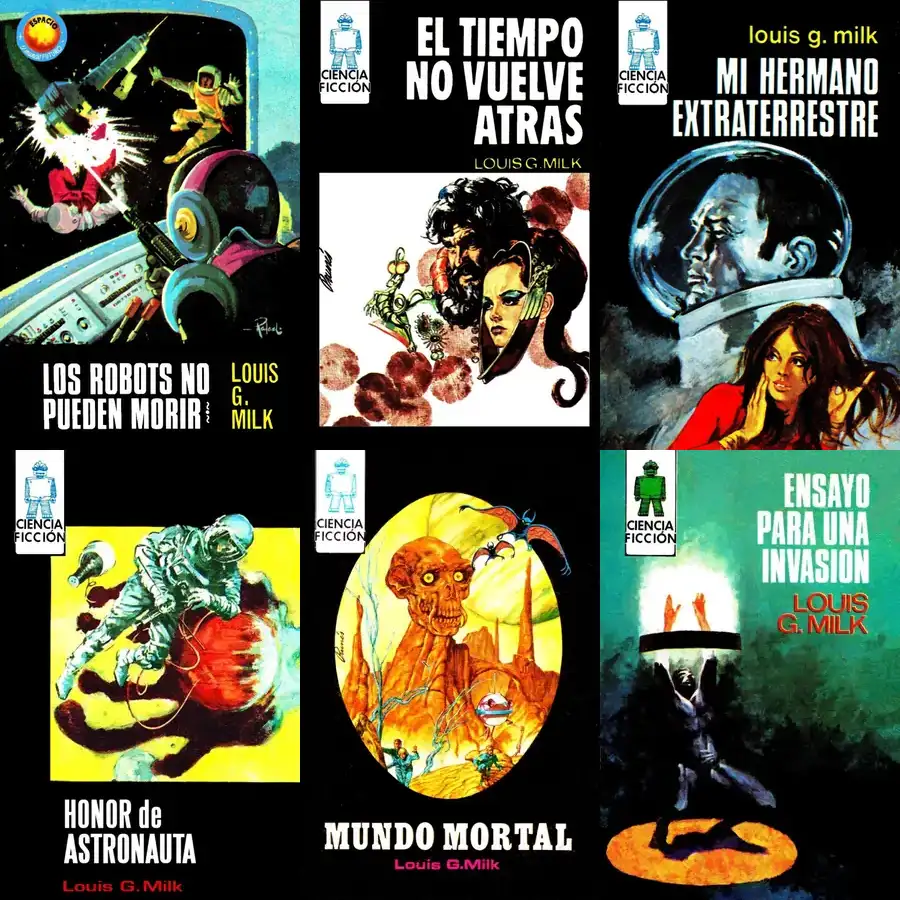 ESPACIO
LOS ROBOTS NO
PUEDEN MORIR
LOUIS
G.
MILK
CIENCIA
FICCIÓN
EL TIEMPO
NO VUELVE
ATRAS
LOUIS G. MILK
CIENCIA
FICCIÓN
louis g. milk
MI HERMANO
EXTRATERRESTRE
CIENCIA
FICCIÓN
HONOR de
ASTRONAUTA
Louis G. Milk
CIENCIA
FICCIÓN
MUNDO MORTAL
Louis G. Milk
CIENCIA
FICCIÓN
ENSAYO
PARA UNA
INVASION
LOUIS
G. MILK